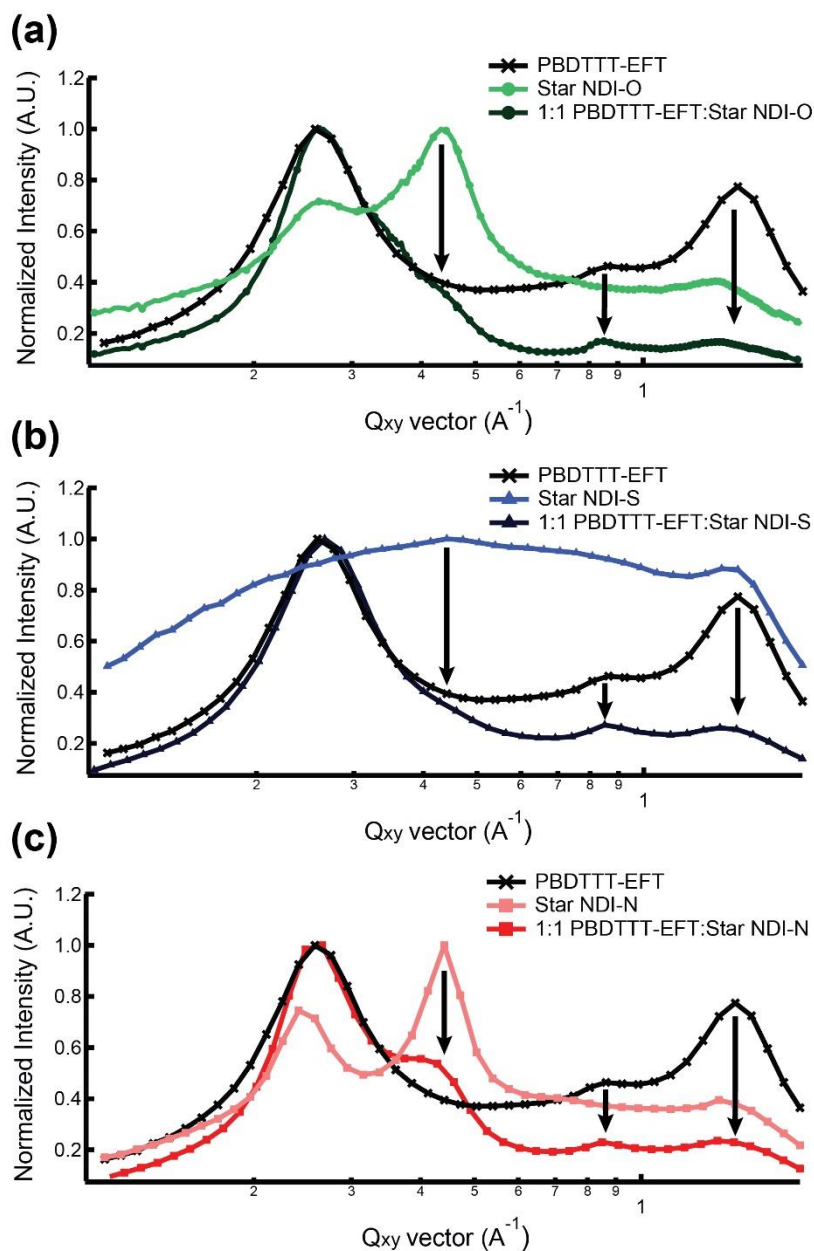 (a)
PBDTTT-EFT
Star NDI-O
1:1 PBDTTT-EFT:Star NDI-O
Normalized Intensity (A.U.)
1.2
1.0
0.8
0.6
0.4
0.2
2 3 4 5 6 7 8 9 1
Qxy vector (A⁻¹)
(b)
PBDTTT-EFT
Star NDI-S
1:1 PBDTTT-EFT:Star NDI-S
Normalized Intensity (A.U.)
1.2
1.0
0.8
0.6
0.4
0.2
2 3 4 5 6 7 8 9 1
Qxy vector (A⁻¹)
(c)
PBDTTT-EFT
Star NDI-N
1:1 PBDTTT-EFT:Star NDI-N
Normalized Intensity (A.U.)
1.2
1.0
0.8
0.6
0.4
0.2
2 3 4 5 6 7 8 9 1
Qxy vector (A⁻¹)